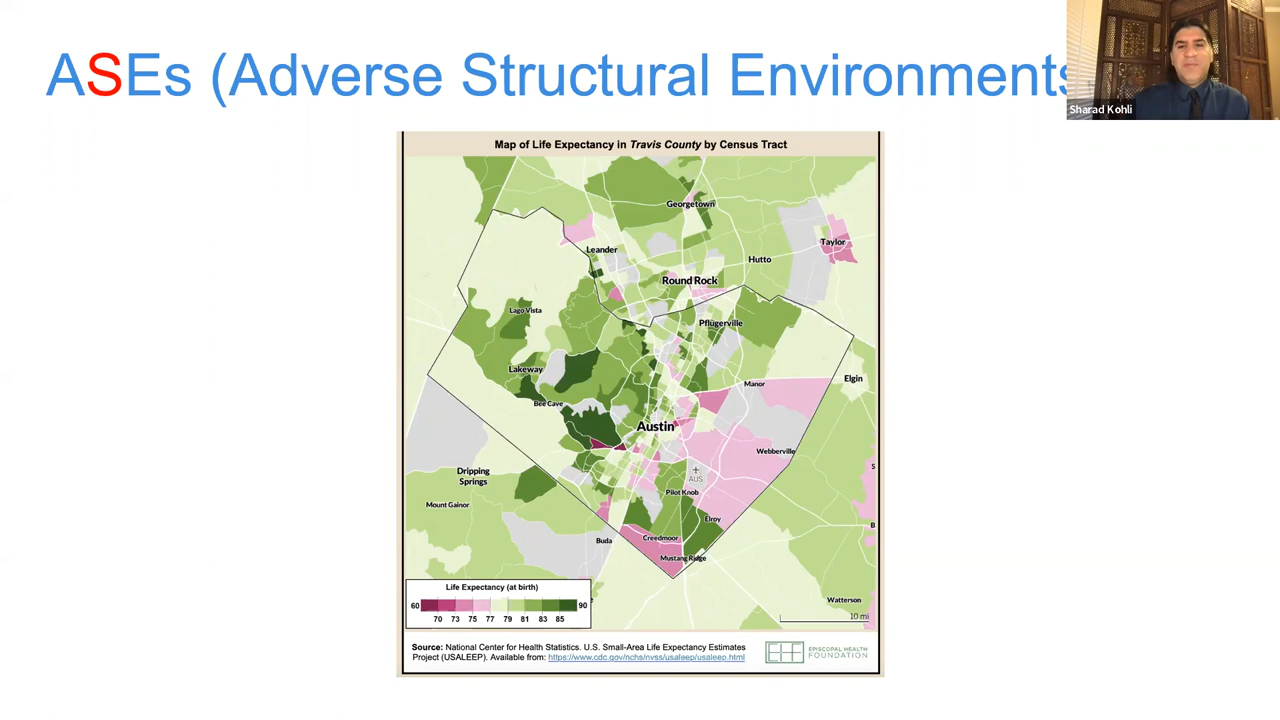 ASEs (Adverse Structural Environments
Sharad Kohli
Map of Life Expectancy in Travis County by Census Tract
Georgetown
Leander
Taylor
Hutto
Round Rock
Lago Vista
Pflugerville
Lakeway
Elgin
Manor
Bee Cave
Austin
Webberville
Dripping
Springs
AUS
Pilot Knob
Mount Gainor
Elroy
Buda
Creedmoor
Mustang Ridge
Watterson
S
B
Life Expectancy (at birth)
60 90
70 73 75 77 79 81 83 85
10 mi
Source: National Center for Health Statistics. U.S. Small-Area Life Expectancy Estimates
Project (USALEEP). Available from: https://www.cdc.gov/nchs/nvss/usaleep/usaleep.html
EHF EPISCOPAL HEALTH
FOUNDATION